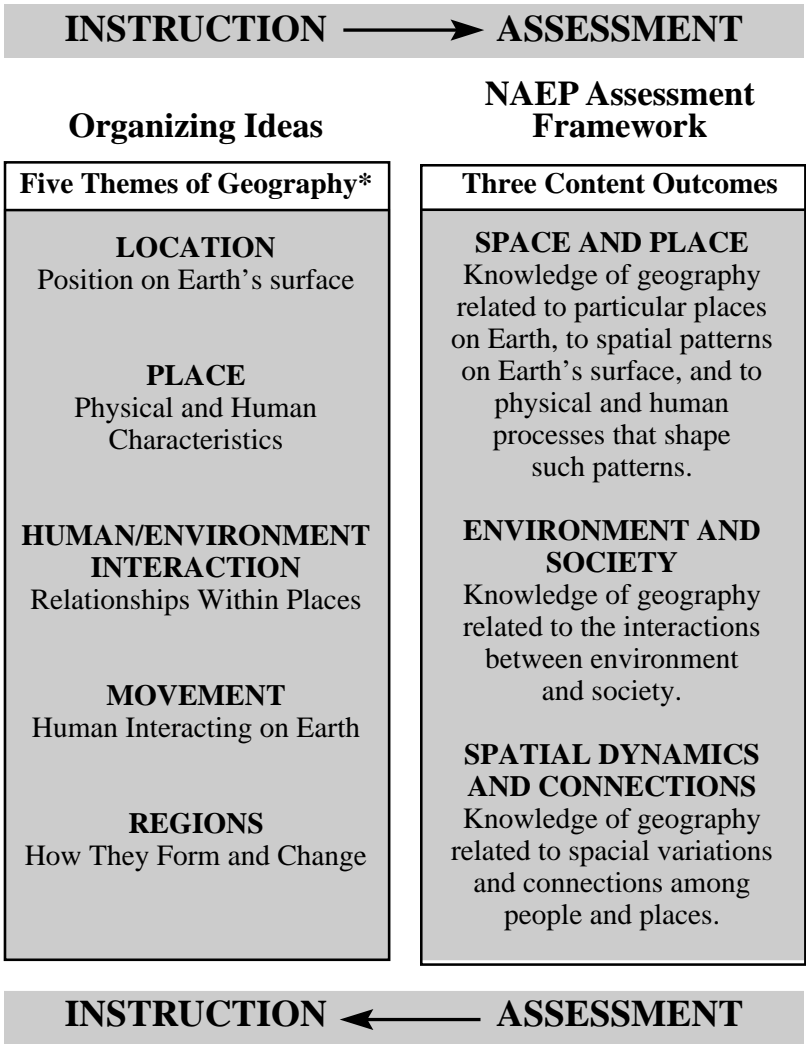 INSTRUCTION → ASSESSMENT
Organizing Ideas
Five Themes of Geography*
LOCATION
Position on Earth’s surface
PLACE
Physical and Human
Characteristics
HUMAN/ENVIRONMENT
INTERACTION
Relationships Within Places
MOVEMENT
Human Interacting on Earth
REGIONS
How They Form and Change
NAEP Assessment
Framework
Three Content Outcomes
SPACE AND PLACE
Knowledge of geography
related to particular places
on Earth, to spatial patterns
on Earth’s surface, and to
physical and human
processes that shape
such patterns.
ENVIRONMENT AND
SOCIETY
Knowledge of geography
related to the interactions
between environment
and society.
SPATIAL DYNAMICS
AND CONNECTIONS
Knowledge of geography
related to spacial variations
and connections among
people and places.
INSTRUCTION ← ASSESSMENT